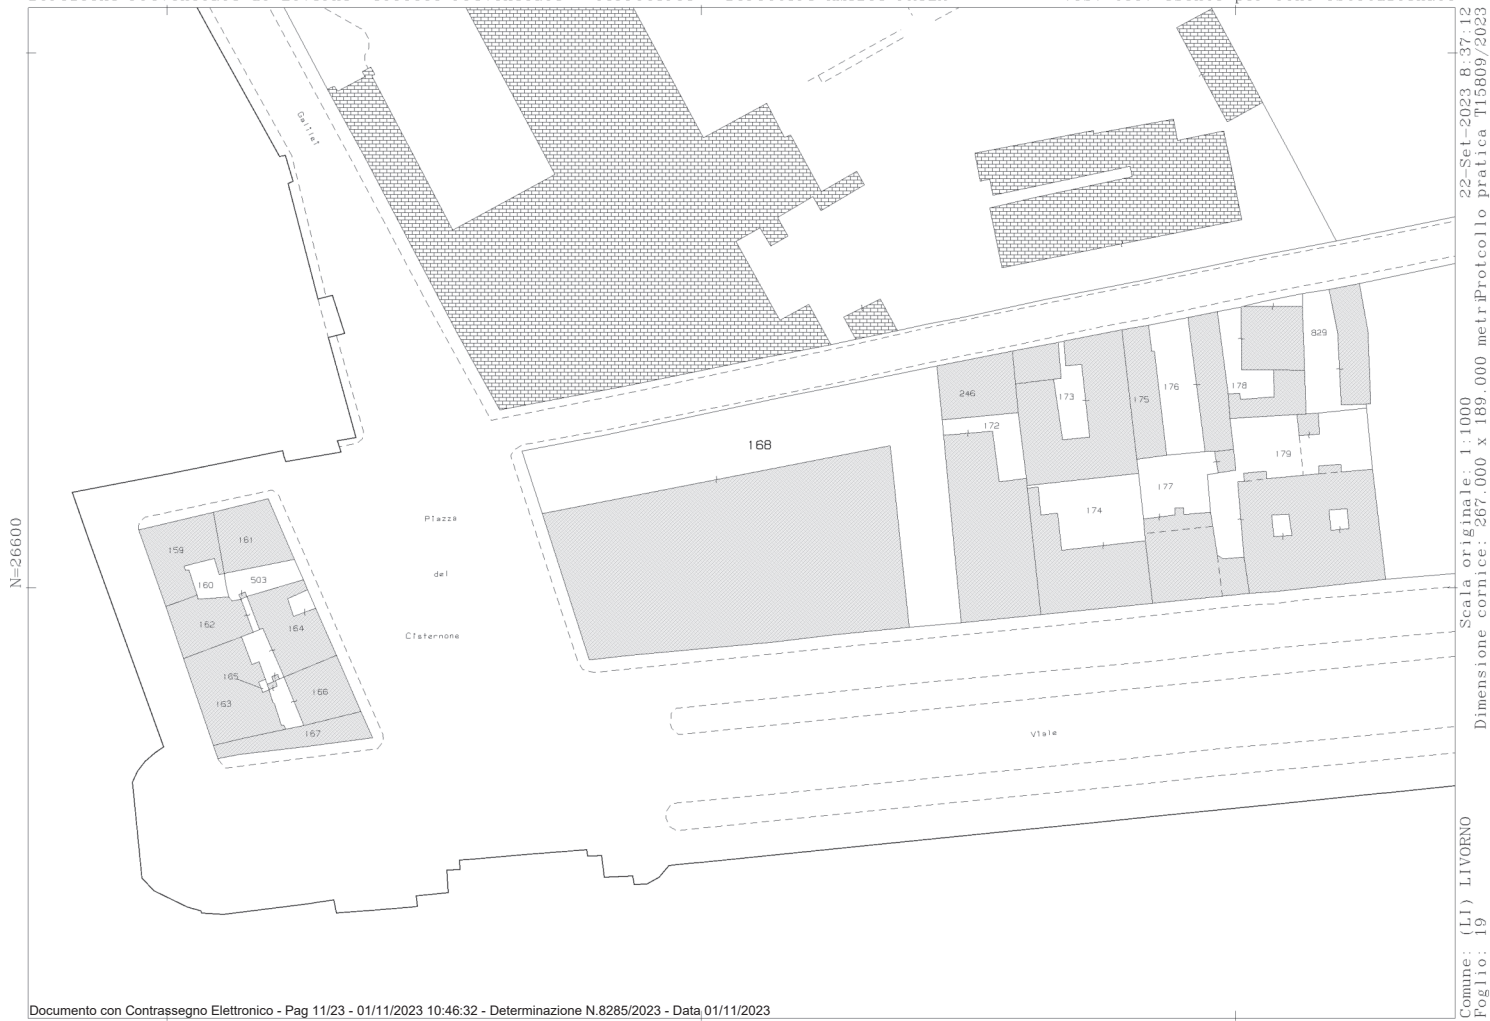 Galilei
829
246
173
175
176
178
172
168
179
177
174
Piazza
del
Cisternone
159
161
160
503
162
164
165
163
166
167
Viale
N=26600
22-Set-2023 8:37:12
Protocollo pratica T15809/2023
Scala originale: 1:1000
Dimensione cornice: 267.000 x 189.000 metri
Comune: (LI) LIVORNO
Foglio: 19
Documento con Contrassegno Elettronico - Pag 11/23 - 01/11/2023 10:46:32 - Determinazione N.8285/2023 - Data 01/11/2023